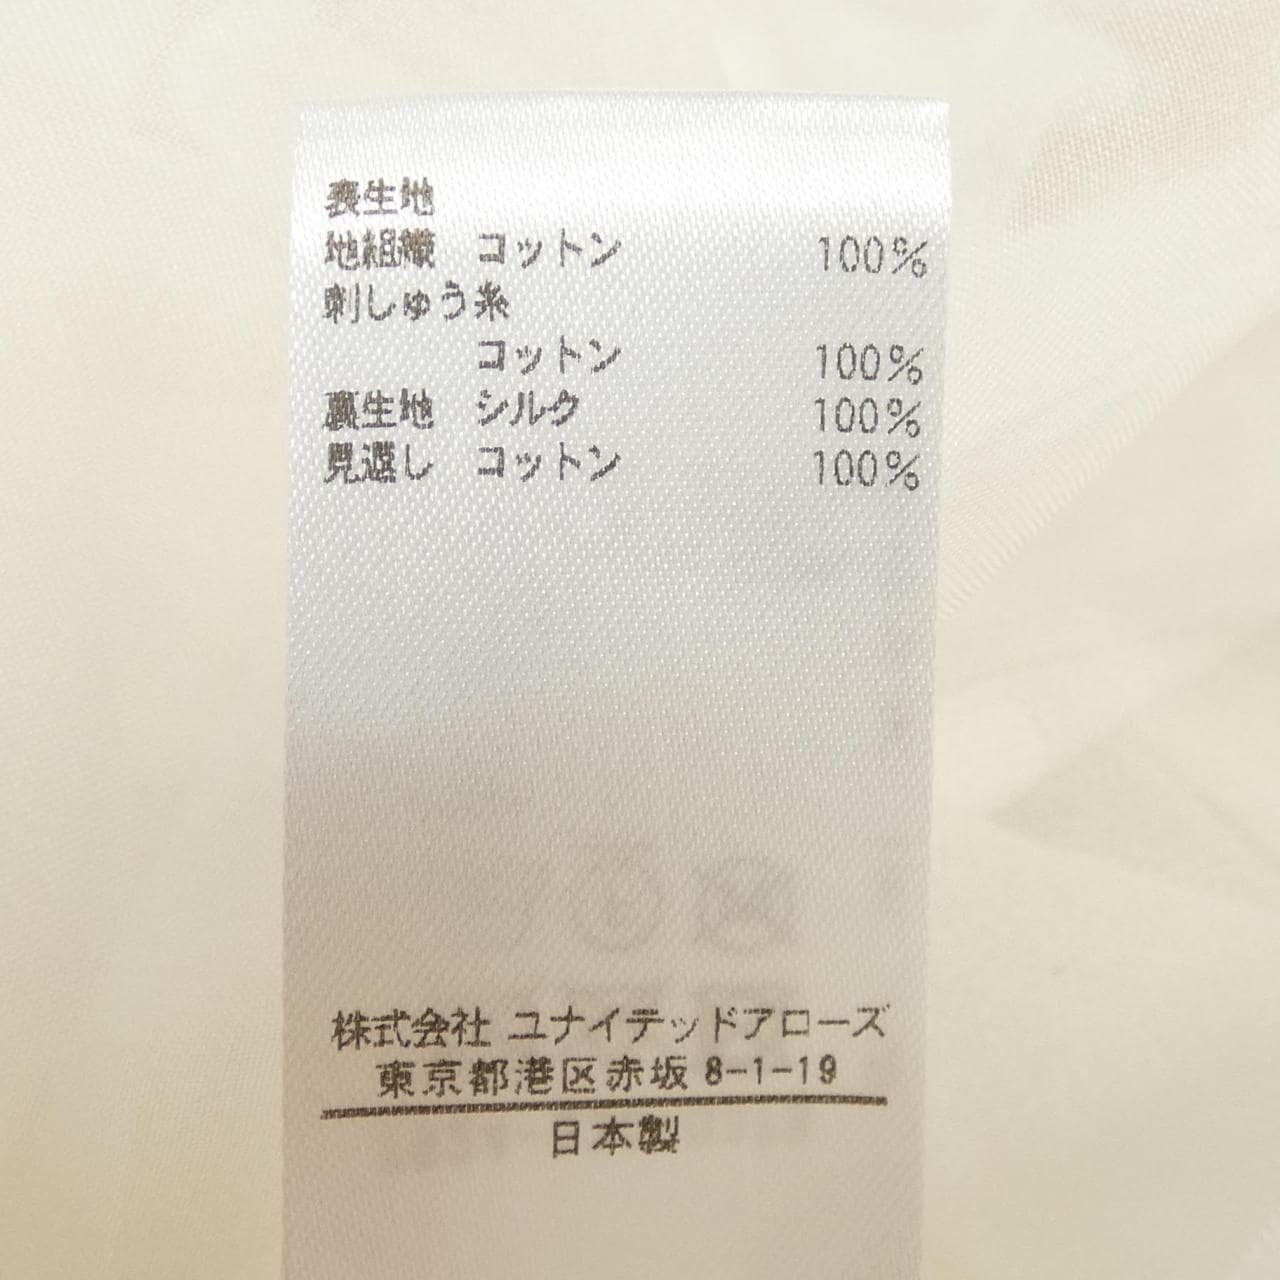 表生地
地組織 コットン 100%
刺しゅう糸
コットン 100%
裏生地 シルク 100%
見返し コットン 100%
株式会社 ユナイテッドアローズ
東京都港区赤坂 8-1-19
日本製